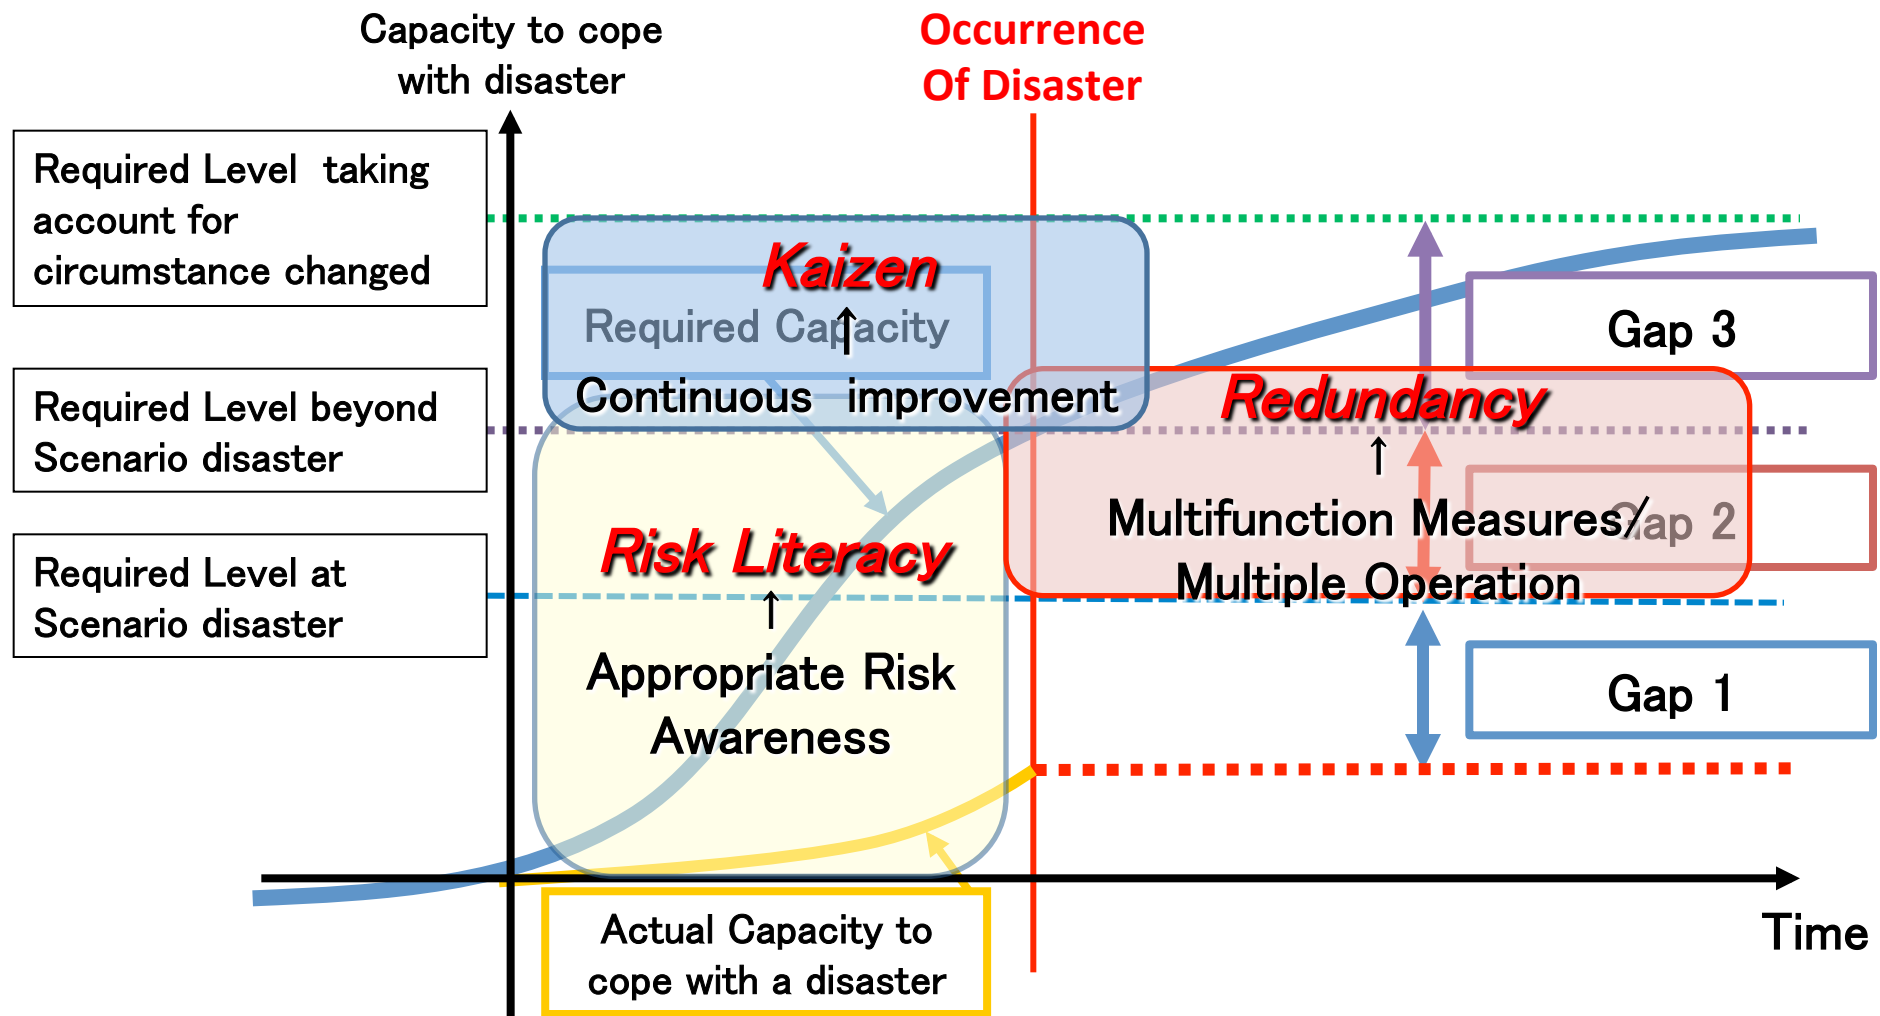 Capacity to cope
with disaster
Occurrence
Of Disaster
Required Level taking
account for
circumstance changed
Required Level beyond
Scenario disaster
Required Level at
Scenario disaster
Kaizen
↑
Required Capacity
Continuous improvement
Risk Literacy
↑
Appropriate Risk
Awareness
Redundancy
↑
Multifunction Measures/
Multiple Operation
Gap 3
Gap 2
Gap 1
Actual Capacity to
cope with a disaster
Time